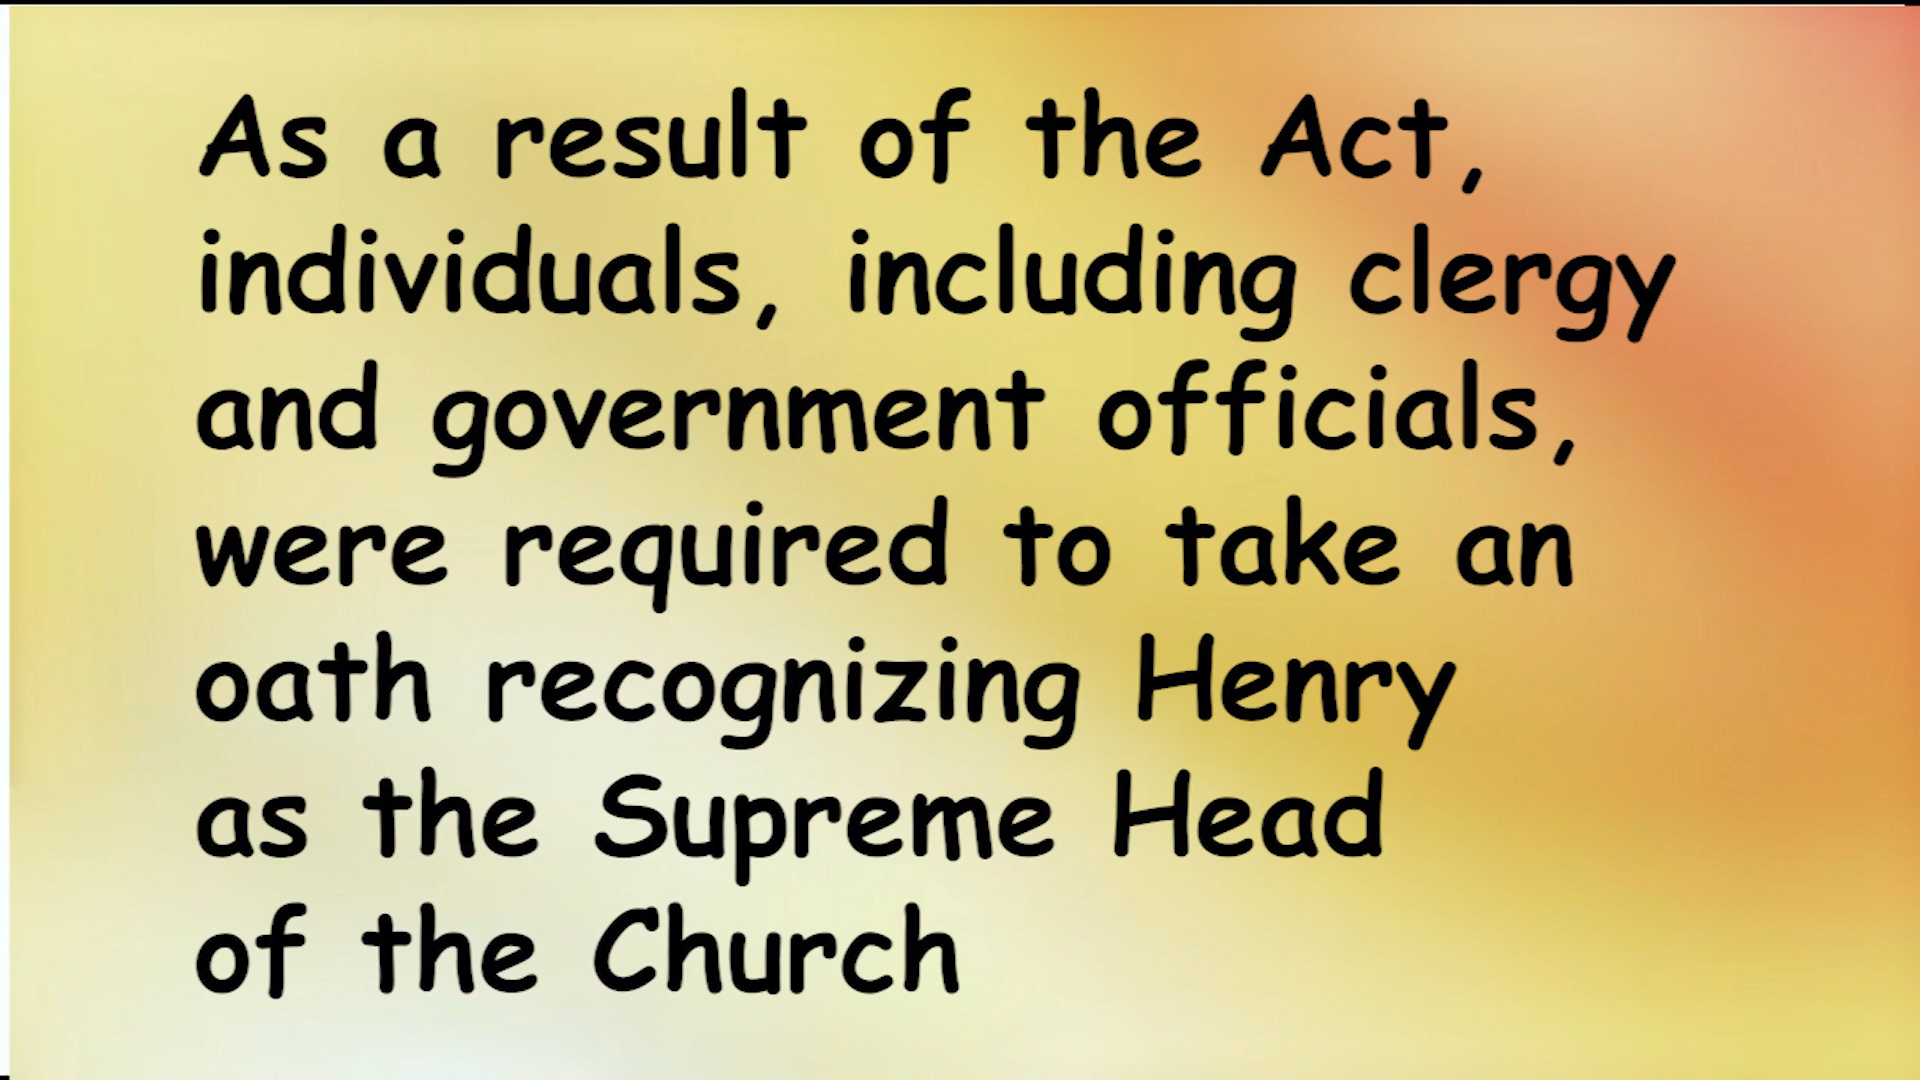 As a result of the Act,
individuals, including clergy
and government officials,
were required to take an
oath recognizing Henry
as the Supreme Head
of the Church